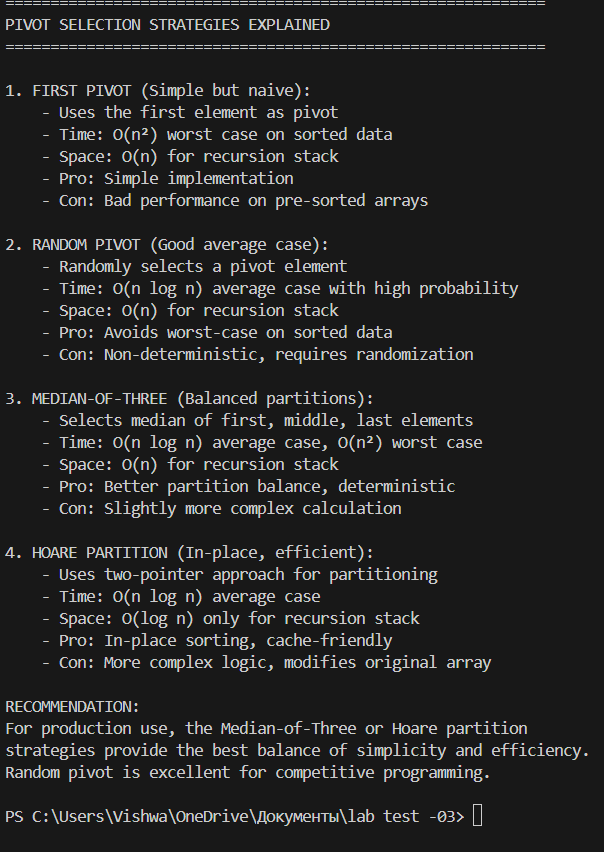 ============================================================
PIVOT SELECTION STRATEGIES EXPLAINED
============================================================
1. FIRST PIVOT (Simple but naive):
- Uses the first element as pivot
- Time: O(n²) worst case on sorted data
- Space: O(n) for recursion stack
- Pro: Simple implementation
- Con: Bad performance on pre-sorted arrays
2. RANDOM PIVOT (Good average case):
- Randomly selects a pivot element
- Time: O(n log n) average case with high probability
- Space: O(n) for recursion stack
- Pro: Avoids worst-case on sorted data
- Con: Non-deterministic, requires randomization
3. MEDIAN-OF-THREE (Balanced partitions):
- Selects median of first, middle, last elements
- Time: O(n log n) average case, O(n²) worst case
- Space: O(n) for recursion stack
- Pro: Better partition balance, deterministic
- Con: Slightly more complex calculation
4. HOARE PARTITION (In-place, efficient):
- Uses two-pointer approach for partitioning
- Time: O(n log n) average case
- Space: O(log n) only for recursion stack
- Pro: In-place sorting, cache-friendly
- Con: More complex logic, modifies original array
RECOMMENDATION:
For production use, the Median-of-Three or Hoare partition
strategies provide the best balance of simplicity and efficiency.
Random pivot is excellent for competitive programming.
PS C:\Users\Vishwa\OneDrive\Документы\lab test -03>